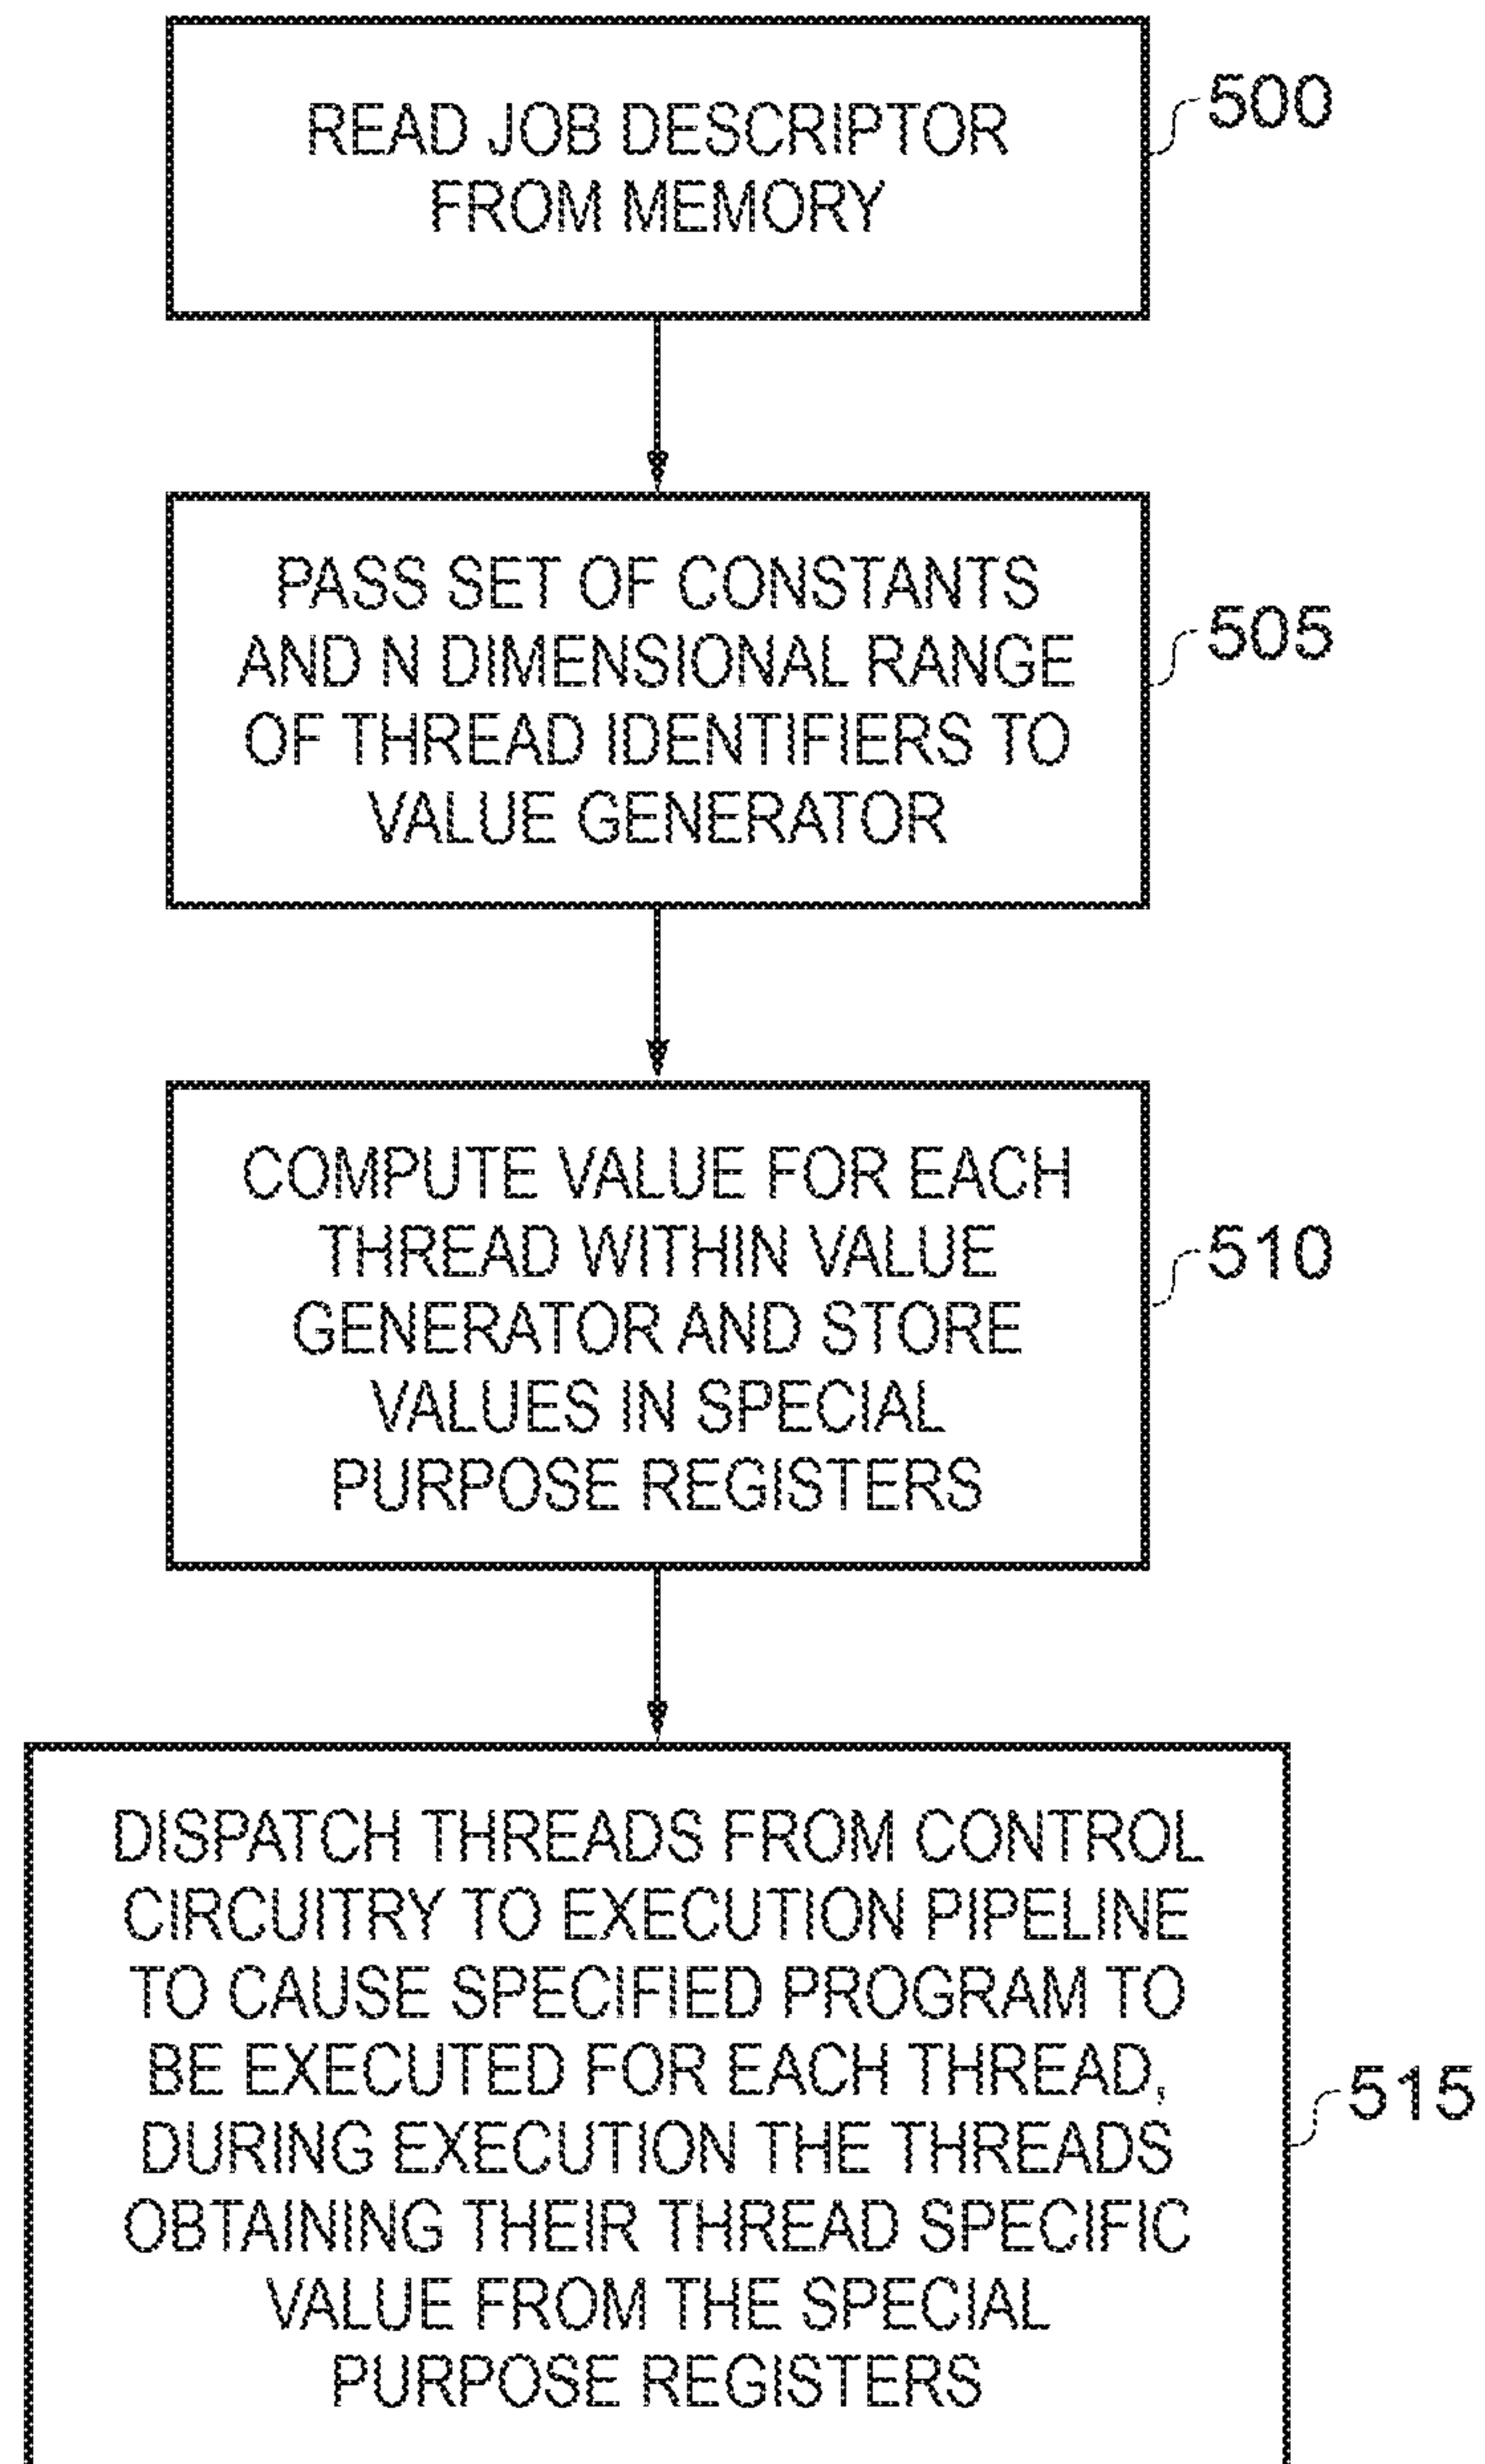 READ JOB DESCRIPTOR
FROM MEMORY
500
PASS SET OF CONSTANTS
AND N DIMENSIONAL RANGE
OF THREAD IDENTIFIERS TO
VALUE GENERATOR
505
COMPUTE VALUE FOR EACH
THREAD WITHIN VALUE
GENERATOR AND STORE
VALUES IN SPECIAL
PURPOSE REGISTERS
510
DISPATCH THREADS FROM CONTROL
CIRCUITRY TO EXECUTION PIPELINE
TO CAUSE SPECIFIED PROGRAM TO
BE EXECUTED FOR EACH THREAD,
DURING EXECUTION THE THREADS
OBTAINING THEIR THREAD SPECIFIC
VALUE FROM THE SPECIAL
PURPOSE REGISTERS
515